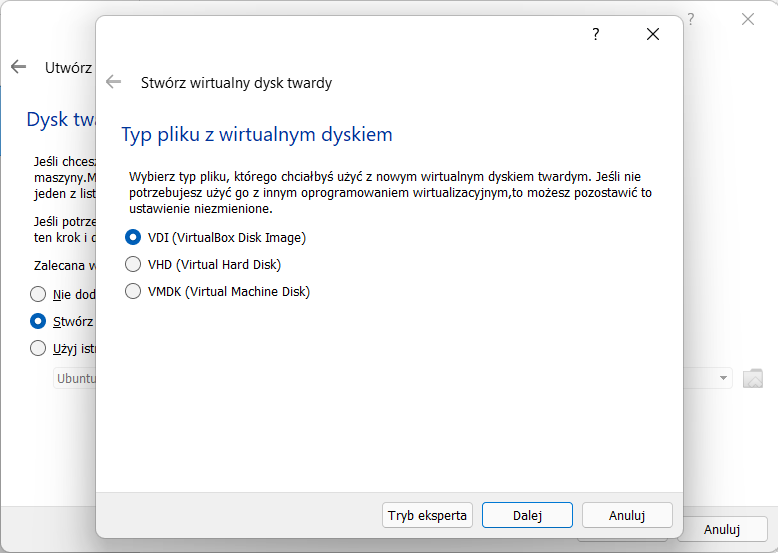 ?
Utwórz
Dysk twa
Jeśli chcesz
maszyny.M
jeden z list
Jeśli potrze
ten krok i d
Zalecana w
Nie dod
Stwórz
Użyj istn
Ubuntu
Anuluj
?
Stwórz wirtualny dysk twardy
Typ pliku z wirtualnym dyskiem
Wybierz typ pliku, którego chciałbyś użyć z nowym wirtualnym dyskiem twardym. Jeśli nie
potrzebujesz użyć go z innym oprogramowaniem wirtualizacyjnym,to możesz pozostawić to
ustawienie niezmienione.
VDI (VirtualBox Disk Image)
VHD (Virtual Hard Disk)
VMDK (Virtual Machine Disk)
Tryb eksperta
Dalej
Anuluj